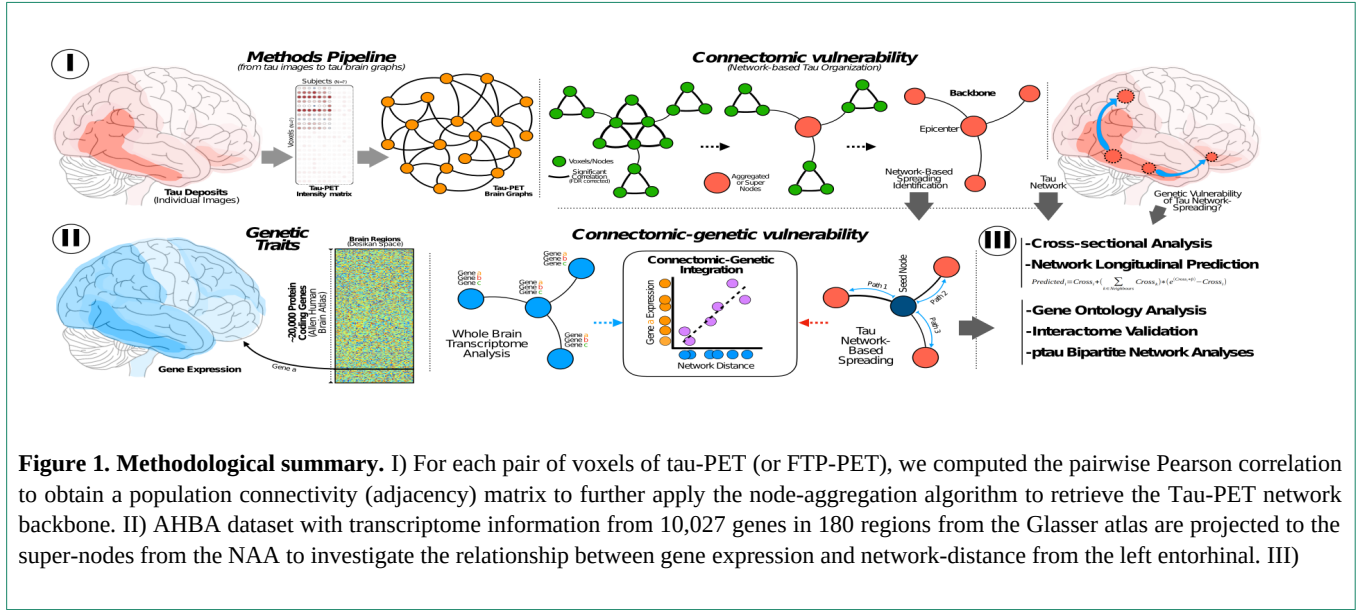 I
Methods Pipeline
(from tau images to tau brain graphs)
Subjects (N=?)
Voxels (N=?)
Tau Deposits
(Individual Images)
Tau-PET
Intensity matrix
Tau-PET
Brain Graphs
Connectomic vulnerability
(Network-based Tau Organization)
Voxels/Nodes
Significant
Correlation
(FDR corrected)
Aggregated
or Super
Nodes
Backbone
Epicenter
Network-Based
Spreading
Identification
Tau
Network
Genetic Vulnerability
of Tau Network-
Spreading?
II
Genetic
Traits
Brain Regions
(Desikan Space)
~20,000 Protein
Coding Genes
(Allen Human
Brain Atlas)
Gene Expression
Gene a
Connectomic-genetic vulnerability
Gene a
Gene b
Gene c
Gene a
Gene b
Gene c
Gene a
Gene b
Gene c
Whole Brain
Transcriptome
Analysis
Connectomic-Genetic
Integration
Gene a Expression
Network Distance
Seed Node
Path 1
Path 2
Path 3
Tau
Network-
Based
Spreading
III
-Cross-sectional Analysis
-Network Longitudinal Prediction
-Gene Ontology Analysis
-Interactome Validation
-ptau Bipartite Network Analyses
Figure 1. Methodological summary. I) For each pair of voxels of tau-PET (or FTP-PET), we computed the pairwise Pearson correlation
to obtain a population connectivity (adjacency) matrix to further apply the node-aggregation algorithm to retrieve the Tau-PET network
backbone. II) AHBA dataset with transcriptome information from 10,027 genes in 180 regions from the Glasser atlas are projected to the
super-nodes from the NAA to investigate the relationship between gene expression and network-distance from the left entorhinal. III)